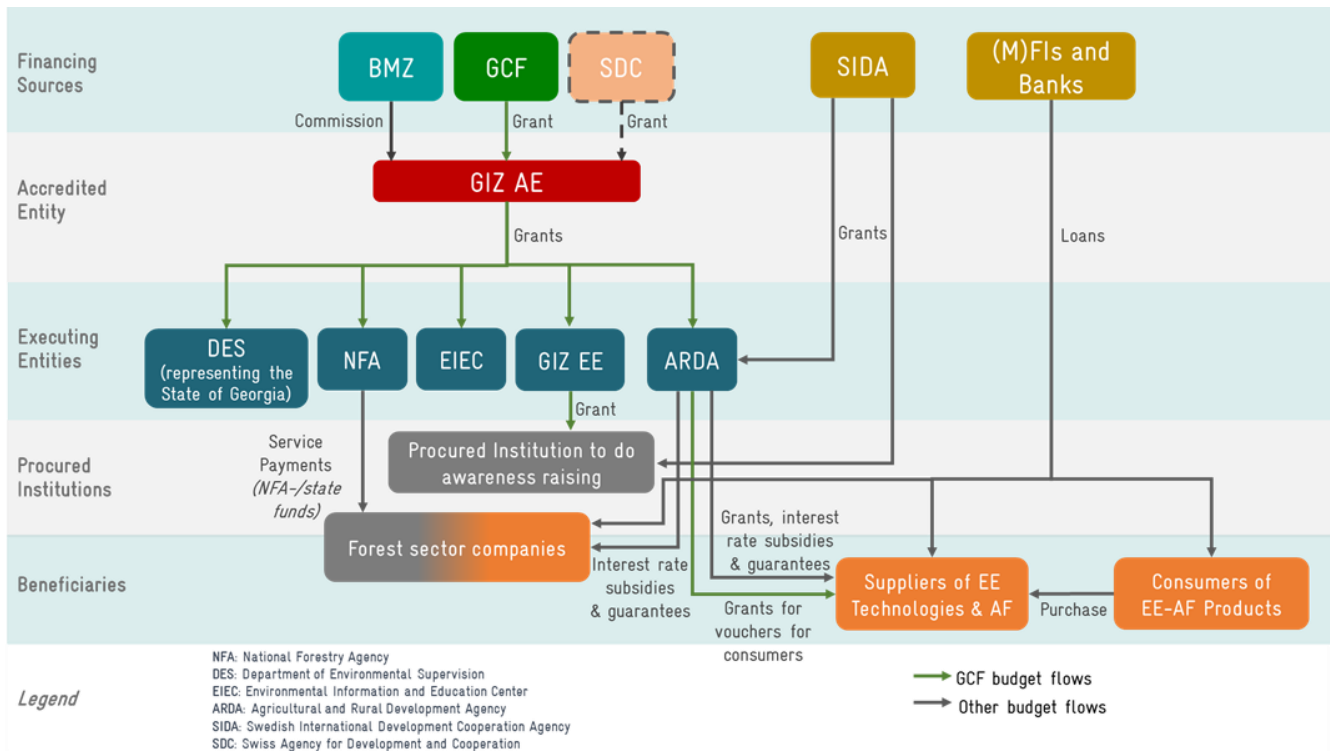 Financing
Sources
BMZ
GCF
SDC
SIDA
(M)FIs and
Banks
Commission
Grant
Grant
Accredited
Entity
GIZ AE
Grants
Grants
Loans
Executing
Entities
DES
(representing the
State of Georgia)
NFA
EIEC
GIZ EE
ARDA
Grant
Procured
Institutions
Service
Payments
(NFA-/state
funds)
Procured Institution to do
awareness raising
Grants, interest
rate subsidies
& guarantees
Beneficiaries
Forest sector companies
Interest rate
subsidies
& guarantees
Grants for
vouchers for
consumers
Suppliers of EE
Technologies & AF
Purchase
Consumers of
EE-AF Products
Legend
NFA: National Forestry Agency
DES: Department of Environmental Supervision
EIEC: Environmental Information and Education Center
ARDA: Agricultural and Rural Development Agency
SIDA: Swedish International Development Cooperation Agency
SDC: Swiss Agency for Development and Cooperation
GCF budget flows
Other budget flows